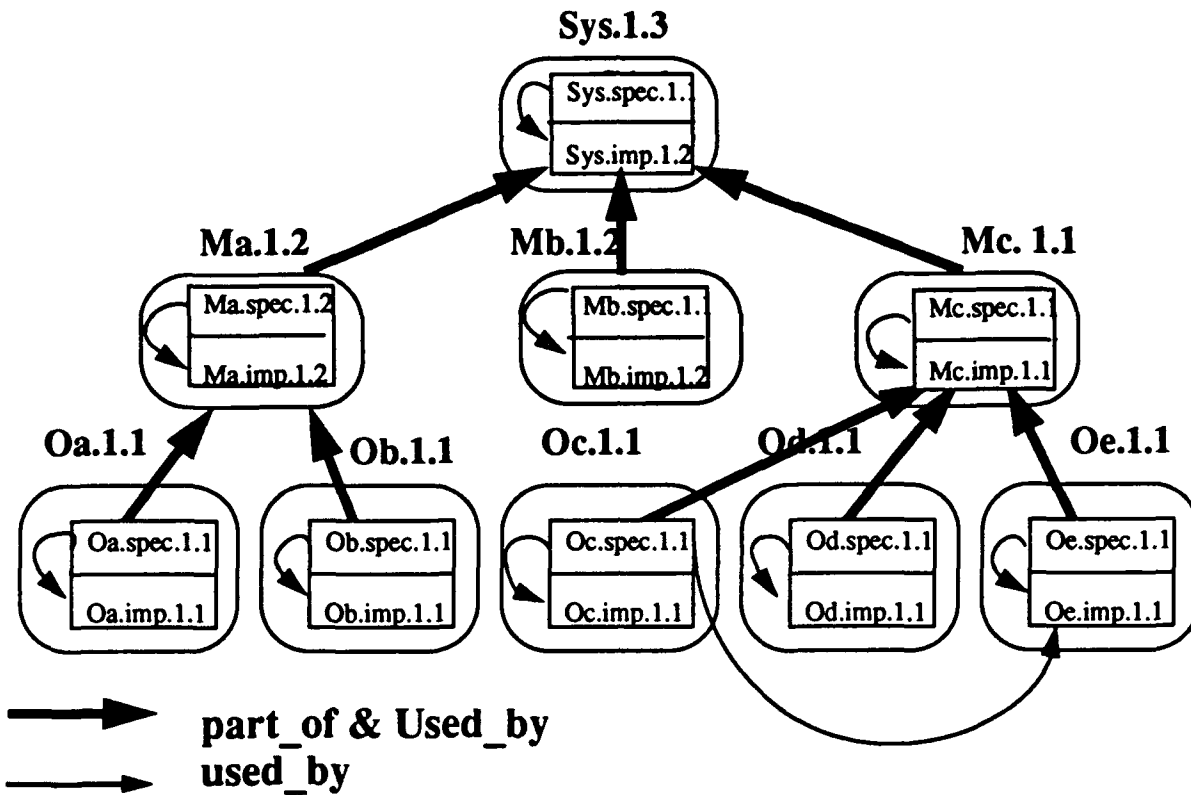 Sys.1.3
Sys.spec.1.1
Sys.imp.1.2
Ma.1.2
Mb.1.2
Mc. 1.1
Ma.spec.1.2
Ma.imp.1.2
Mb.spec.1.1
Mb.imp.1.2
Mc.spec.1.1
Mc.imp.1.1
Oa.1.1
Ob.1.1
Oc.1.1
Od.1.1
Oe.1.1
Oa.spec.1.1
Oa.imp.1.1
Ob.spec.1.1
Ob.imp.1.1
Oc.spec.1.1
Oc.imp.1.1
Od.spec.1.1
Od.imp.1.1
Oe.spec.1.1
Oe.imp.1.1
part_of & Used_by
used_by